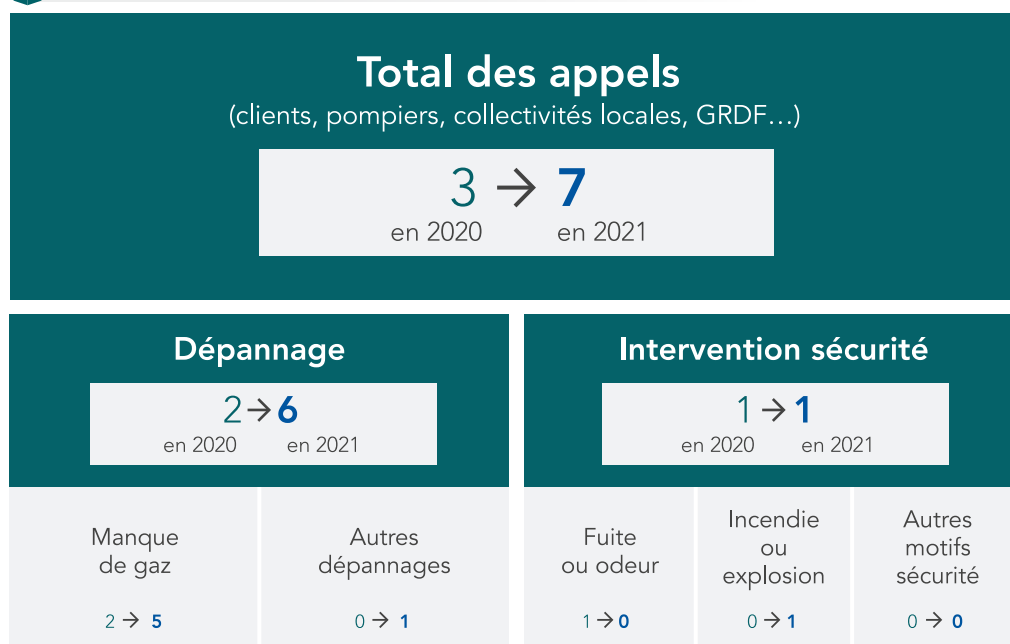 Total des appels
(clients, pompiers, collectivités locales, GRDF...)
3 → 7
en 2020 en 2021
Dépannage
2 → 6
en 2020 en 2021
Intervention sécurité
1 → 1
en 2020 en 2021
Manque
de gaz
2 → 5
Autres
dépannages
0 → 1
Fuite
ou odeur
1 → 0
Incendie
ou
explosion
0 → 1
Autres
motifs
sécurité
0 → 0